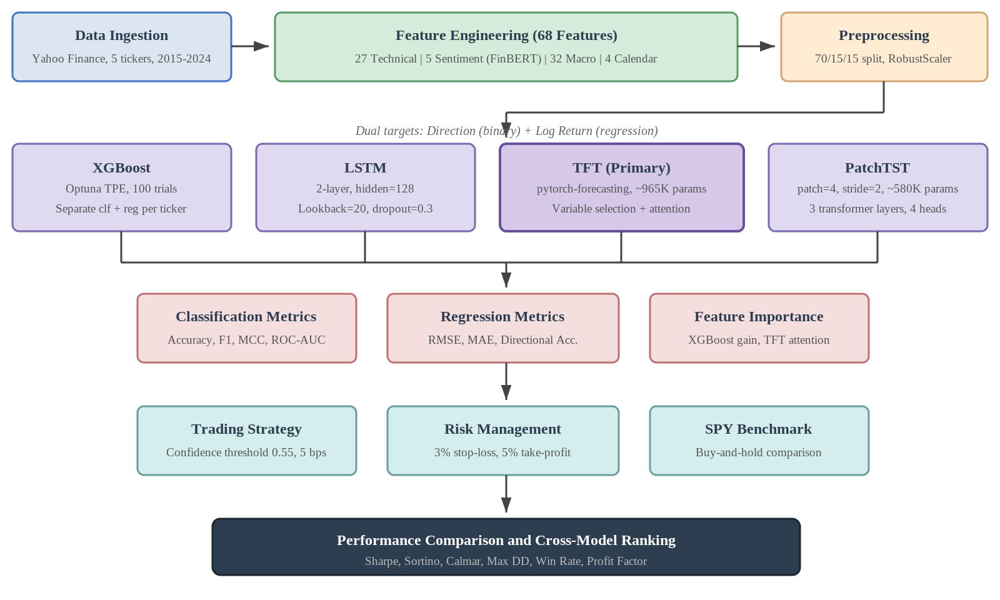 Data Ingestion
Yahoo Finance, 5 tickers, 2015-2024
Feature Engineering (68 Features)
27 Technical | 5 Sentiment (FinBERT) | 32 Macro | 4 Calendar
Preprocessing
70/15/15 split, RobustScaler
Dual targets: Direction (binary) + Log Return (regression)
XGBoost
Optuna TPE, 100 trials
Separate clf + reg per ticker
LSTM
2-layer, hidden=128
Lookback=20, dropout=0.3
TFT (Primary)
pytorch-forecasting, ~965K params
Variable selection + attention
PatchTST
patch=4, stride=2, ~580K params
3 transformer layers, 4 heads
Classification Metrics
Accuracy, F1, MCC, ROC-AUC
Regression Metrics
RMSE, MAE, Directional Acc.
Feature Importance
XGBoost gain, TFT attention
Trading Strategy
Confidence threshold 0.55, 5 bps
Risk Management
3% stop-loss, 5% take-profit
SPY Benchmark
Buy-and-hold comparison
Performance Comparison and Cross-Model Ranking
Sharpe, Sortino, Calmar, Max DD, Win Rate, Profit Factor